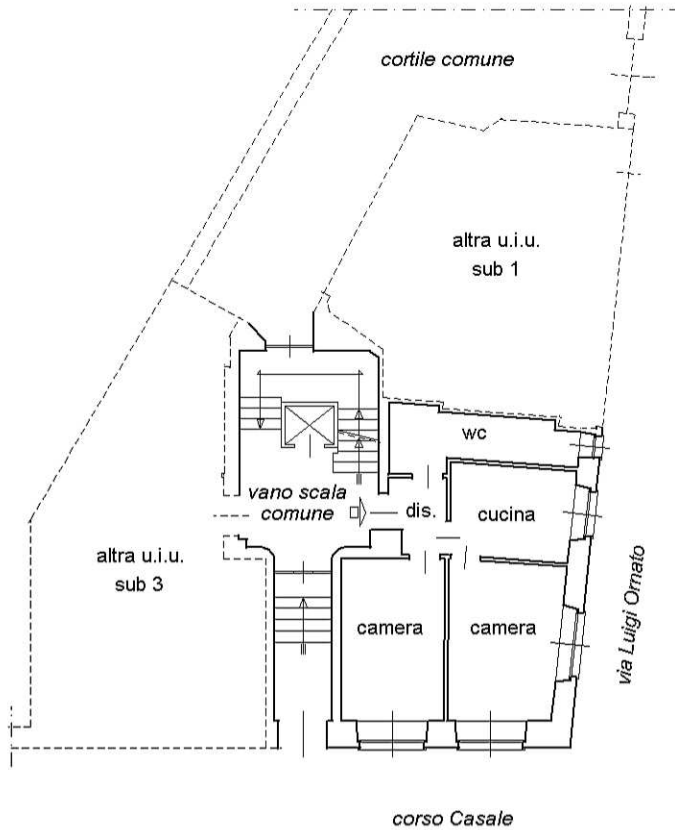 cortile comune
altra u.i.u.
sub 1
wc
vano scala
comune
dis.
cucina
altra u.i.u.
sub 3
camera
camera
via Luigi Ornato
corso Casale